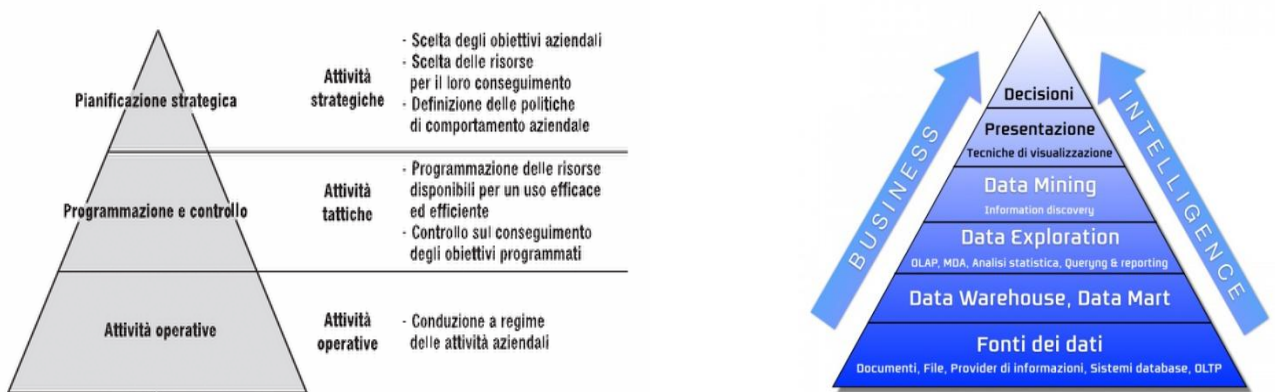 Pianificazione strategica
Attività
strategiche
- Scelta degli obiettivi aziendali
- Scelta delle risorse
per il loro conseguimento
- Definizione delle politiche
di comportamento aziendale
Programmazione e controllo
Attività
tattiche
- Programmazione delle risorse
disponibili per un uso efficace
ed efficiente
- Controllo sul conseguimento
degli obiettivi programmati
Attività operative
Attività
operative
- Conduzione a regime
delle attività aziendali
BUSINESS
INTELLIGENCE
Decisioni
Presentazione
Tecniche di visualizzazione
Data Mining
Information discovery
Data Exploration
OLAP, MDA, Analisi statistica, Queryng & reporting
Data Warehouse, Data Mart
Fonti dei dati
Documenti, File, Provider di informazioni, Sistemi database, OLTP